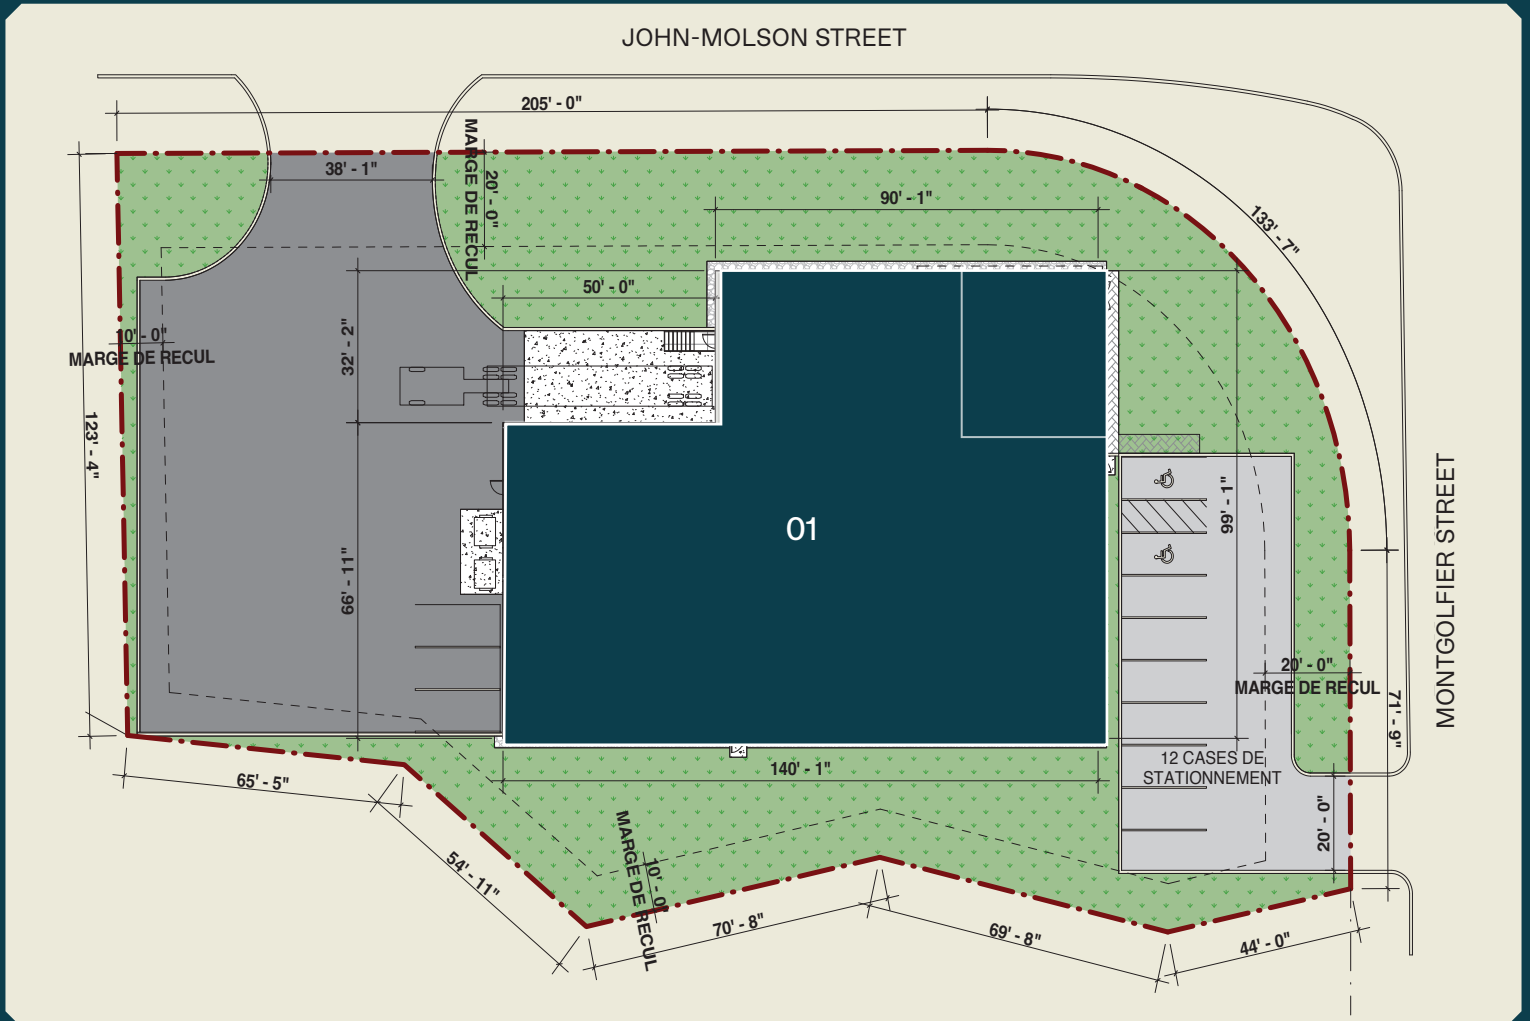 JOHN-MOLSON STREET
205' - 0"
38' - 1"
MARGE DE RECUL
20' - 0"
90' - 1"
133' - 7"
50' - 0"
10' - 0"
MARGE DE RECUL
32' - 2"
123' - 4"
99' - 1"
MONTGOLFIER STREET
01
66' - 11"
20' - 0"
MARGE DE RECUL
71' - 9"
12 CASES DE
STATIONNEMENT
140' - 1"
65' - 5"
20' - 0"
54' - 11"
MARGE DE RECUL
10' - 0"
70' - 8"
69' - 8"
44' - 0"